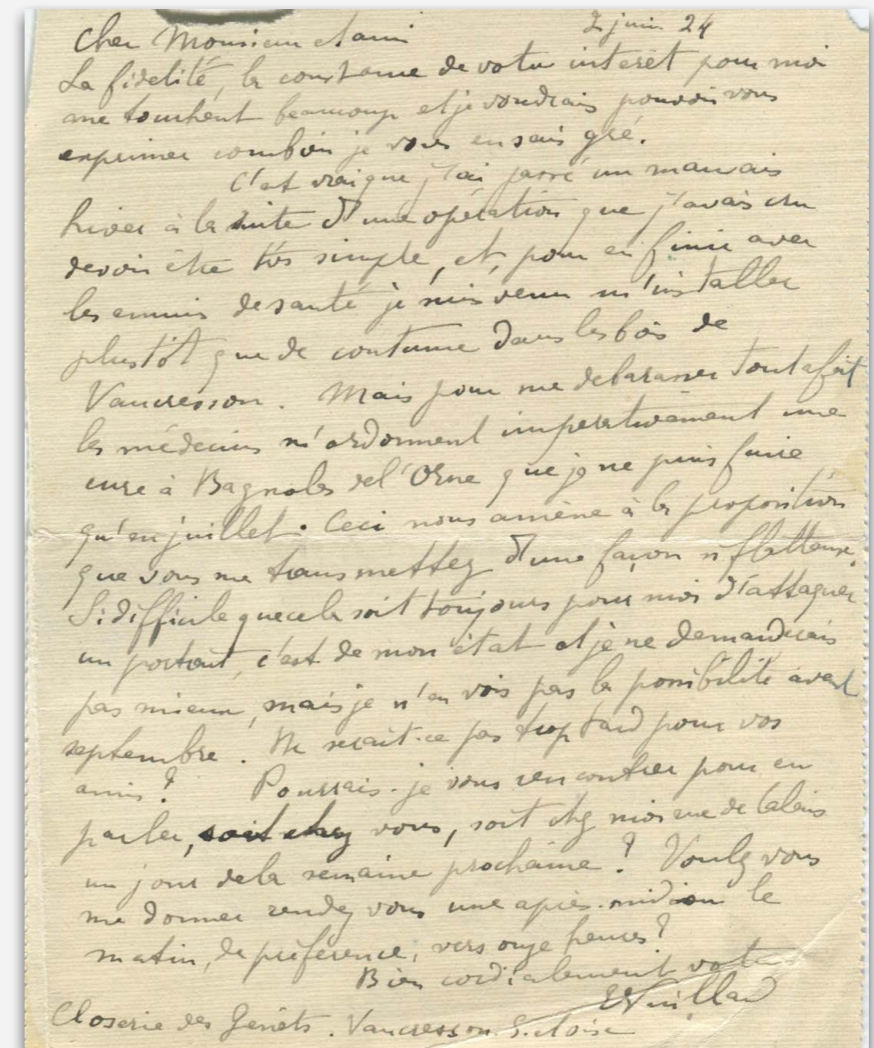 Cher Monsieur et ami juin 24
La fidelité, la constance de votre intérêt pour moi
me touchent beaucoup et je voudrais pouvoir vous
exprimer combien je vous en sais gré.
C'est vrai que j'ai passé un mauvais
hiver à la suite d'une opération que j'avais cru
devoir être très simple, et, pour en finir avec
les ennuis de santé je suis venu m'installer
plus tôt que de coutume dans les bois de
Vaucresson. Mais pour me debarasser tout a fait
les médecins m'ordonnent impérativement une
cure à Bagnoles de l'Orne que je ne puis faire
qu'en juillet. Ceci nous amène à la proposition
que vous me transmettez d'une façon si flatteuse.
Si difficile que cela soit toujours pour moi d'attaquer
un portrait, c'est de mon état et je ne demanderais
pas mieux, mais je n'en vois pas la possibilité avant
septembre. Ne serait-ce pas trop tard pour vos
amis? Pourrais-je vous rencontrer pour en
parler, soit chez vous, soit chez moi rue de Calais
un jour de la semaine prochaine? Voulez vous
me donner rendez vous une après-midi ou le
matin, de préférence, vers onze heures?
Bien cordialement votre
E Vuillard
Closerie des Genêts. Vaucresson. S. et Oise